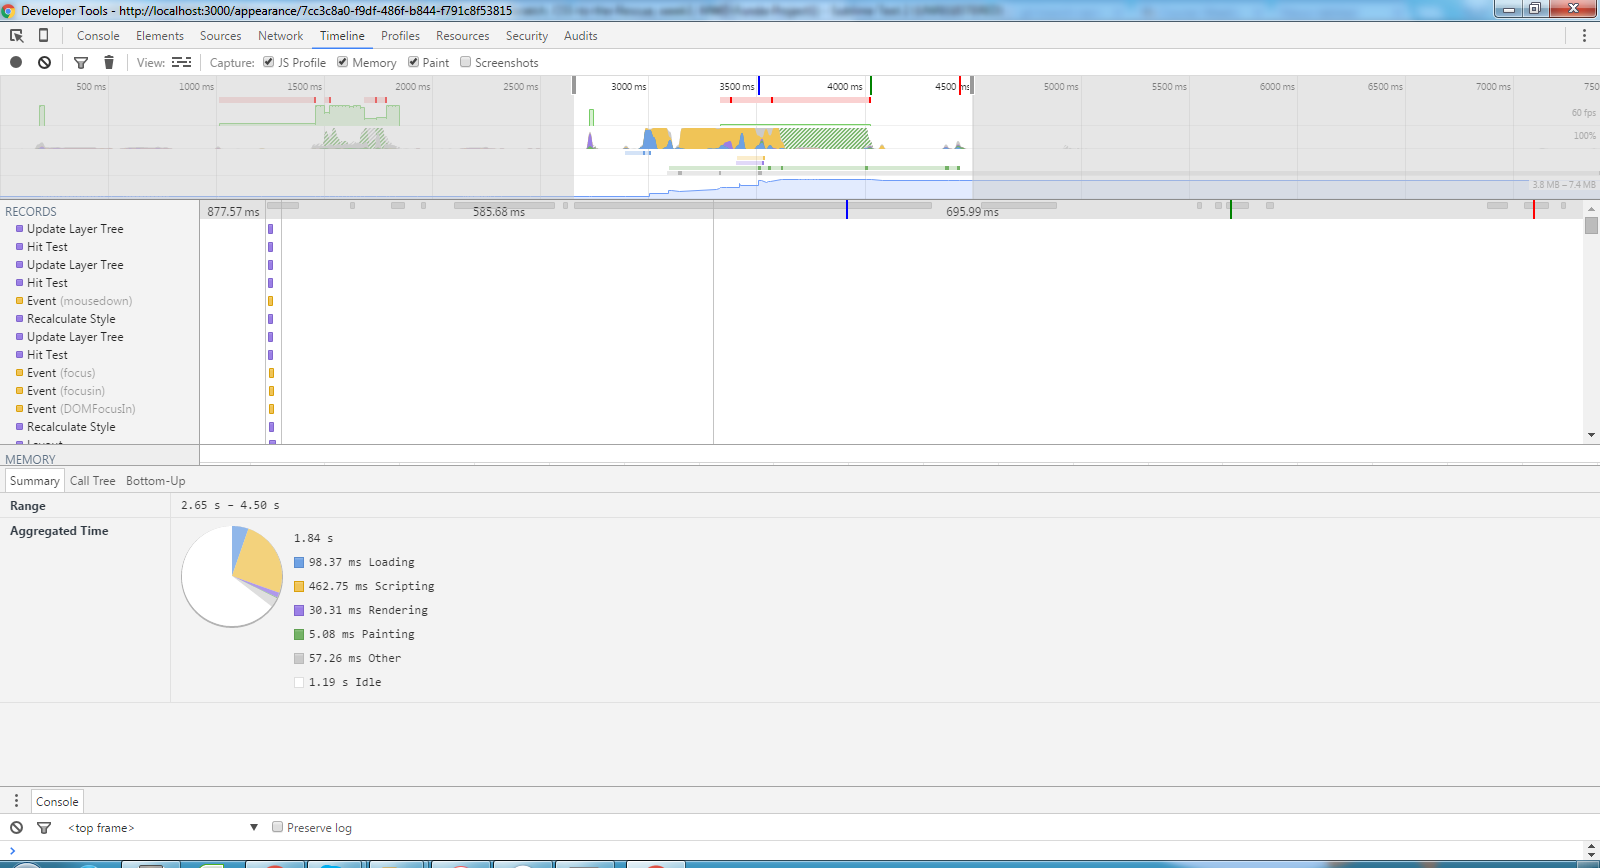 Developer Tools - http://localhost:3000/appearance/7cc3c8a0-f9df-486f-b844-f791c8f53815
Console Elements Sources Network Timeline Profiles Resources Security Audits
View: Capture: JS Profile Memory Paint Screenshots
500 ms 1000 ms 1500 ms 2000 ms 2500 ms 3000 ms 3500 ms 4000 ms 4500 ms 5000 ms 5500 ms 6000 ms 6500 ms 7000 ms 750
60 fps
100%
3.8 MB – 7.4 MB
RECORDS 877.57 ms 585.68 ms 695.99 ms
Update Layer Tree
Hit Test
Update Layer Tree
Hit Test
Event (mousedown)
Recalculate Style
Update Layer Tree
Hit Test
Event (focus)
Event (focusin)
Event (DOMFocusIn)
Recalculate Style
Layout
MEMORY
Summary Call Tree Bottom-Up
Range 2.65 s – 4.50 s
Aggregated Time
1.84 s
98.37 ms Loading
462.75 ms Scripting
30.31 ms Rendering
5.08 ms Painting
57.26 ms Other
1.19 s Idle
Console
<top frame> ▼ Preserve log